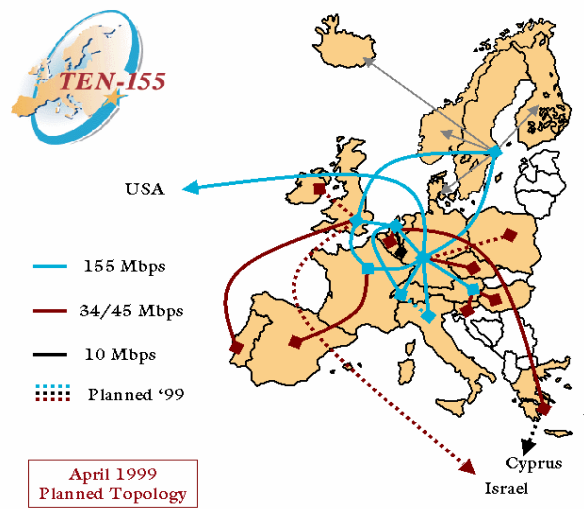 TEN-155
USA
155 Mbps
34/45 Mbps
10 Mbps
Planned ‘99
April 1999
Planned Topology
Cyprus
Israel